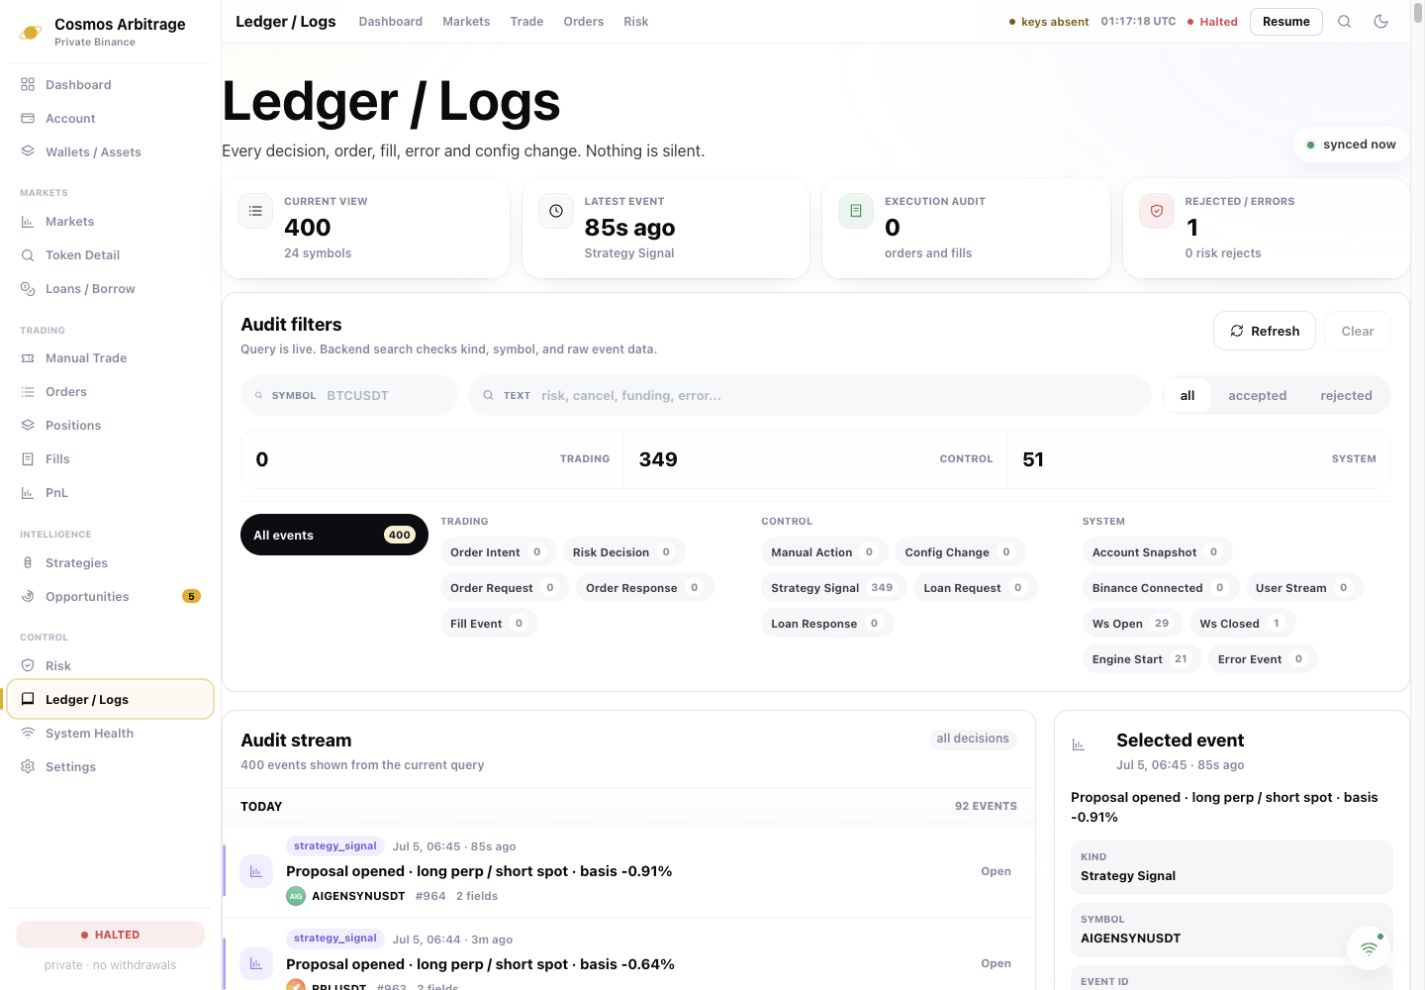 Cosmos Arbitrage
Private Binance
Dashboard
Account
Wallets / Assets
MARKETS
Markets
Token Detail
Loans / Borrow
TRADING
Manual Trade
Orders
Positions
Fills
PnL
INTELLIGENCE
Strategies
Opportunities 5
CONTROL
Risk
Ledger / Logs
System Health
Settings
HALTED
private · no withdrawals
Ledger / Logs Dashboard Markets Trade Orders Risk keys absent 01:17:18 UTC Halted Resume
Ledger / Logs
Every decision, order, fill, error and config change. Nothing is silent.
synced now
CURRENT VIEW
400
24 symbols
LATEST EVENT
85s ago
Strategy Signal
EXECUTION AUDIT
0
orders and fills
REJECTED / ERRORS
1
0 risk rejects
Audit filters
Query is live. Backend search checks kind, symbol, and raw event data.
Refresh Clear
SYMBOL BTCUSDT TEXT risk, cancel, funding, error... all accepted rejected
0 TRADING 349 CONTROL 51 SYSTEM
All events 400
TRADING
Order Intent 0 Risk Decision 0
Order Request 0 Order Response 0
Fill Event 0
CONTROL
Manual Action 0 Config Change 0
Strategy Signal 349 Loan Request 0
Loan Response 0
SYSTEM
Account Snapshot 0
Binance Connected 0 User Stream 0
Ws Open 29 Ws Closed 1
Engine Start 21 Error Event 0
Audit stream
400 events shown from the current query
all decisions
TODAY 92 EVENTS
strategy_signal Jul 5, 06:45 · 85s ago
Proposal opened · long perp / short spot · basis -0.91%
AIG AIGENSYNUSDT #964 2 fields
Open
strategy_signal Jul 5, 06:44 · 3m ago
Proposal opened · long perp / short spot · basis -0.64%
#963 2 fields
Open
Selected event
Jul 5, 06:45 · 85s ago
Proposal opened · long perp / short spot · basis
-0.91%
KIND
Strategy Signal
SYMBOL
AIGENSYNUSDT
EVENT ID